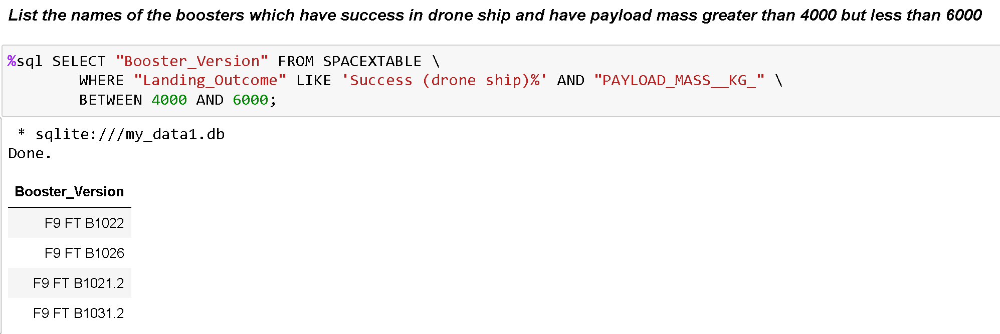 List the names of the boosters which have success in drone ship and have payload mass greater than 4000 but less than 6000
%sql SELECT "Booster_Version" FROM SPACEXTABLE \
WHERE "Landing_Outcome" LIKE 'Success (drone ship)%' AND "PAYLOAD_MASS__KG_" \
BETWEEN 4000 AND 6000;
* sqlite:///my_data1.db
Done.
Booster_Version
F9 FT B1022
F9 FT B1026
F9 FT B1021.2
F9 FT B1031.2